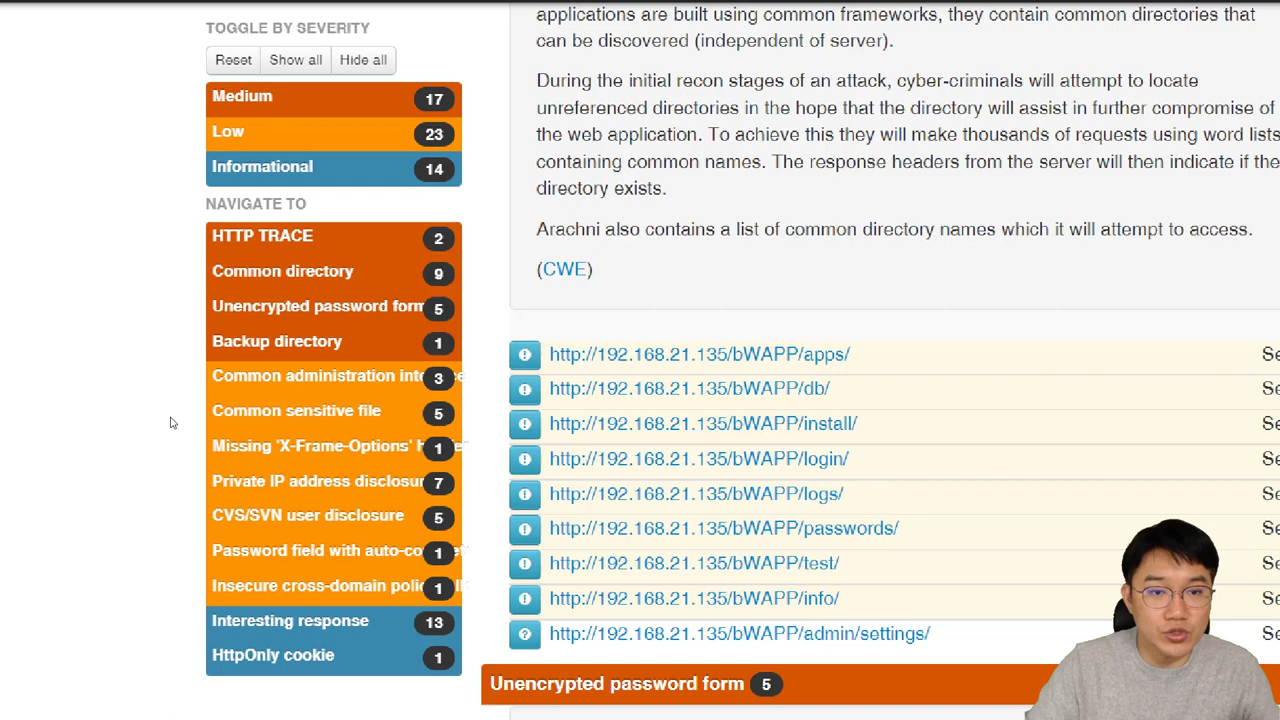 TOGGLE BY SEVERITY
Reset Show all Hide all
Medium 17
Low 23
Informational 14
NAVIGATE TO
HTTP TRACE 2
Common directory 9
Unencrypted password form 5
Backup directory 1
Common administration 3
Common sensitive file 5
Missing 'X-Frame-Options' 1
Private IP address 7
CVS/SVN user disclosure 5
Password field with 1
Insecure cross-domain 1
Interesting response 13
HttpOnly cookie 1
applications are built using common frameworks, they contain common directories that
can be discovered (independent of server).
During the initial recon stages of an attack, cyber-criminals will attempt to locate
unreferenced directories in the hope that the directory will assist in further compromise of
the web application. To achieve this they will make thousands of requests using word lists
containing common names. The response headers from the server will then indicate if the
directory exists.
Arachni also contains a list of common directory names which it will attempt to access.
(CWE)
http://192.168.21.135/bWAPP/apps/
http://192.168.21.135/bWAPP/db/
http://192.168.21.135/bWAPP/install/
http://192.168.21.135/bWAPP/login/
http://192.168.21.135/bWAPP/logs/
http://192.168.21.135/bWAPP/passwords/
http://192.168.21.135/bWAPP/test/
http://192.168.21.135/bWAPP/info/
http://192.168.21.135/bWAPP/admin/settings/
Unencrypted password form 5